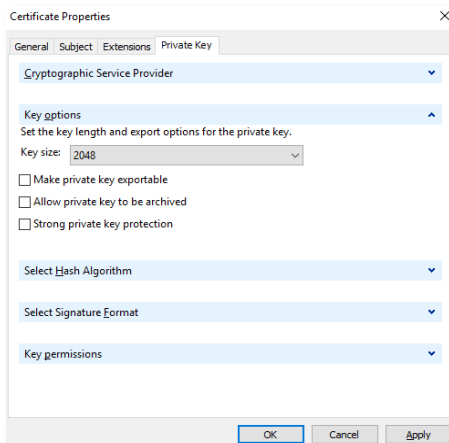 Certificate Properties
General Subject Extensions Private Key
Cryptographic Service Provider
Key options
Set the key length and export options for the private key.
Key size: 2048
Make private key exportable
Allow private key to be archived
Strong private key protection
Select Hash Algorithm
Select Signature Format
Key permissions
OK Cancel Apply